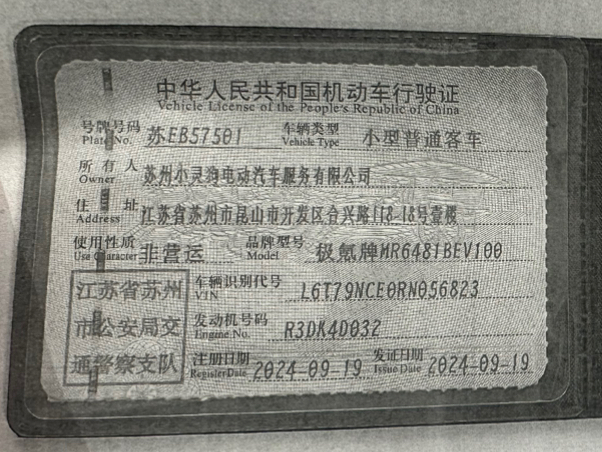 中华人民共和国机动车行驶证
Vehicle License of the People's Republic of China
号牌号码 Plate No. 苏EB57501 车辆类型 Vehicle Type 小型普通客车
所有人 Owner 苏州小灵狗电动汽车服务有限公司
住址 Address 江苏省苏州市昆山市开发区合兴路118-18号壹楼
使用性质 Use Character 非营运 品牌型号 Model 极氪牌MR6481BEV100
车辆识别代号 VIN L6T79NCE0RN056823
发动机号码 Engine No. R3DK4D032
注册日期 Register Date 2024-09-19 发证日期 Issue Date 2024-09-19
江苏省苏州
市公安局交
通警察支队